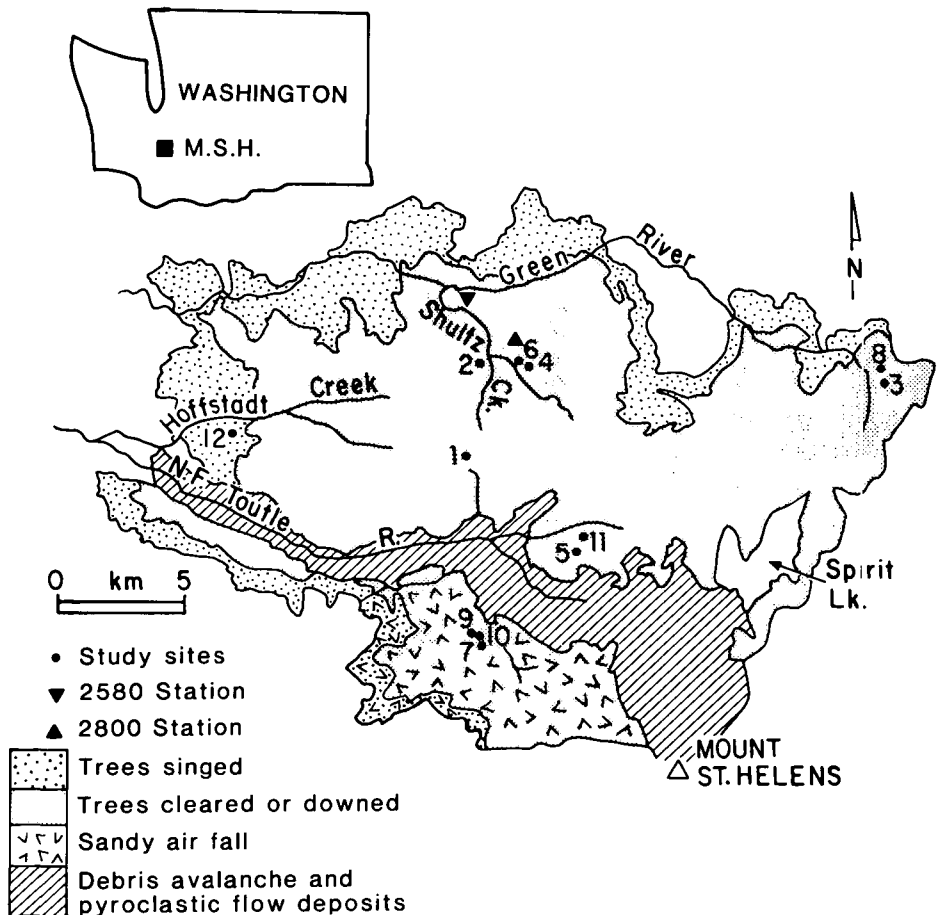 WASHINGTON
M.S.H.
Green River
N
Shultz Ck.
6
4
2
8
3
Hoffstadt Creek
12
1
N.F. Toutle R.
11
5
0 km 5
Spirit Lk.
9
10
7
Study sites
2580 Station
2800 Station
MOUNT
ST. HELENS
Trees singed
Trees cleared or downed
Sandy air fall
Debris avalanche and
pyroclastic flow deposits